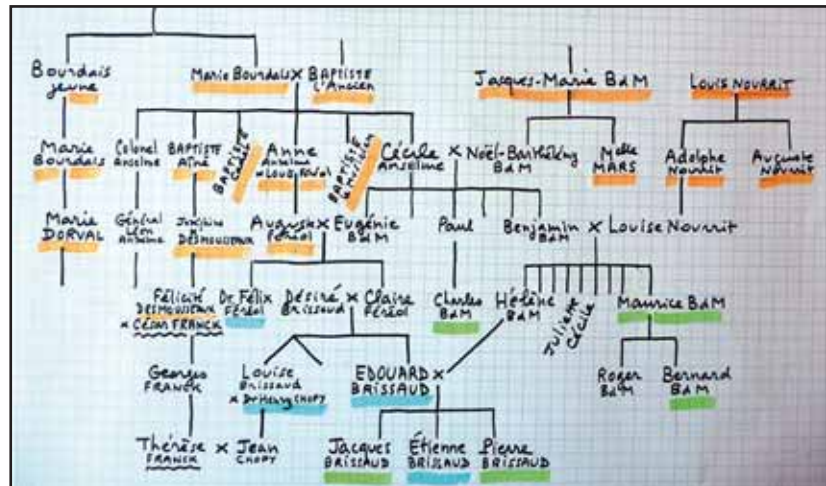 Bourdais
jeune
Marie Bourdais x BAPTISTE
L'Ancien
Jacques-Marie BdM
Louis NOURRIT
Marie
Bourdais
Colonel
Anselme
BAPTISTE
Aîné
BAPTISTE
Anne
Anselme
x Louis
BAPTISTE
Cécile
Anselme
x Noël-Barthélémy
BdM
Melle
MARS
Adolphe
Nourrit
Auguste
Nourrit
Marie
DORVAL
Général
Léon
Anselme
Joséphine
DESMOUSSEAUX
Auguste x Eugénie
Féréol
BdM
Paul
Benjamin x Louise Nourrit
BdM
Félicité
DESMOUSSEAUX
x CÉSAR FRANCK
Dr Félix
Féréol
Désiré x Claire
Brissaud
Féréol
Charles
BdM
Hélène
BdM
Juliette
Cécile
Maurice BdM
Georges
FRANCK
Louise
Brissaud
x Dr Henry CHOPY
EDOUARD x
BRISSAUD
Roger
BdM
Bernard
BdM
Thérèse x Jean
FRANCK
CHOPY
Jacques
BRISSAUD
Étienne
BRISSAUD
Pierre
BRISSAUD